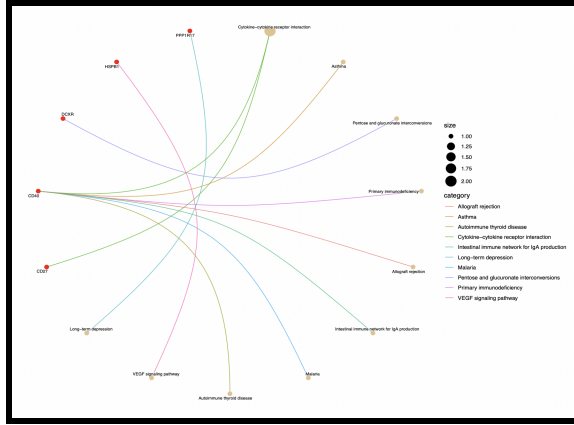 Cytokine−cytokine receptor interaction
PPP1R17
HSPB1
Asthma
DCXR
Pentose and glucuronate interconversions
CD40
Primary immunodeficiency
CD27
Allograft rejection
Long−term depression
Intestinal immune network for IgA production
VEGF signaling pathway
Malaria
Autoimmune thyroid disease
size
1.00
1.25
1.50
1.75
2.00
category
Allograft rejection
Asthma
Autoimmune thyroid disease
Cytokine−cytokine receptor interaction
Intestinal immune network for IgA production
Long−term depression
Malaria
Pentose and glucuronate interconversions
Primary immunodeficiency
VEGF signaling pathway